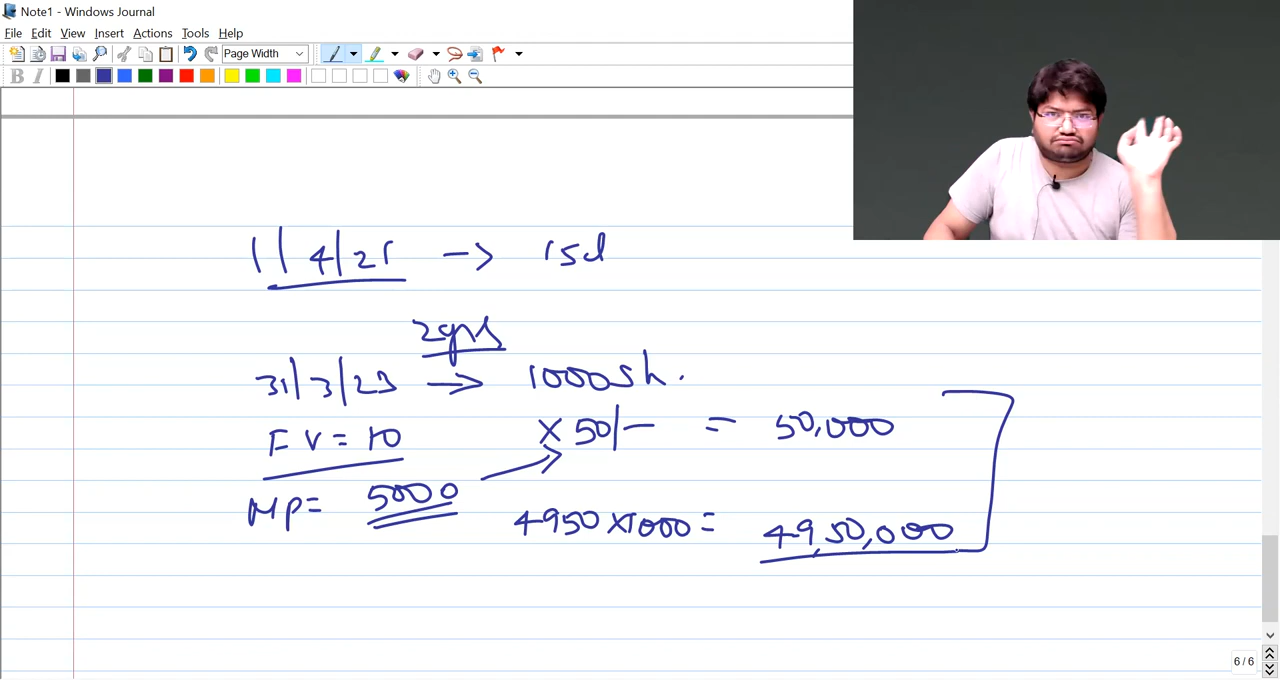 Note1 - Windows Journal
File Edit View Insert Actions Tools Help
Page Width
B I
1/4/21 →
2yrs
31/3/23 → 1000 sh.
FV = 10 × 50/- = 50,000
MP = 5000
4950 × 1000 = 49,50,000
6 / 6